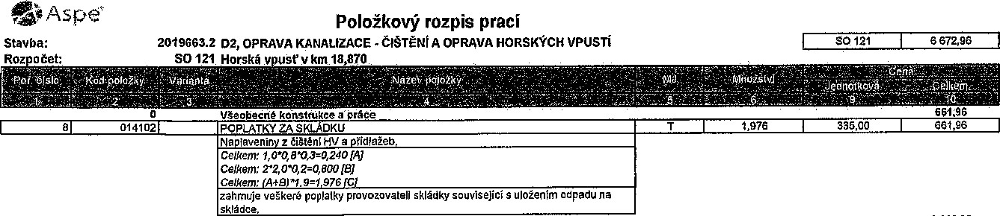 Aspe®
Položkový rozpis prací
Stavba: 2019663.2 D2, OPRAVA KANALIZACE - ČIŠTĚNÍ A OPRAVA HORSKÝCH VPUSTÍ SO 121 6 672,96
Rozpočet: SO 121 Horská vpusť v km 18,870
Poř. číslo Kód položky Varianta Název položky MJ Množství Cena
Jednotková Celkem
1 2 3 4 5 6 9 10
0 Všeobecné konstrukce a práce 661,96
8 014102 POPLATKY ZA SKLÁDKU T 1,976 335,00 661,96
Naplaveniny z čištění HV a přídlažeb,
Celkem: 1,0*0,8*0,3=0,240 [A]
Celkem: 2*2,0*0,2=0,800 [B]
Celkem: (A+B)*1,9=1,976 [C]
zahrnuje veškeré poplatky provozovateli skládky související s uložením odpadu na
skládce.